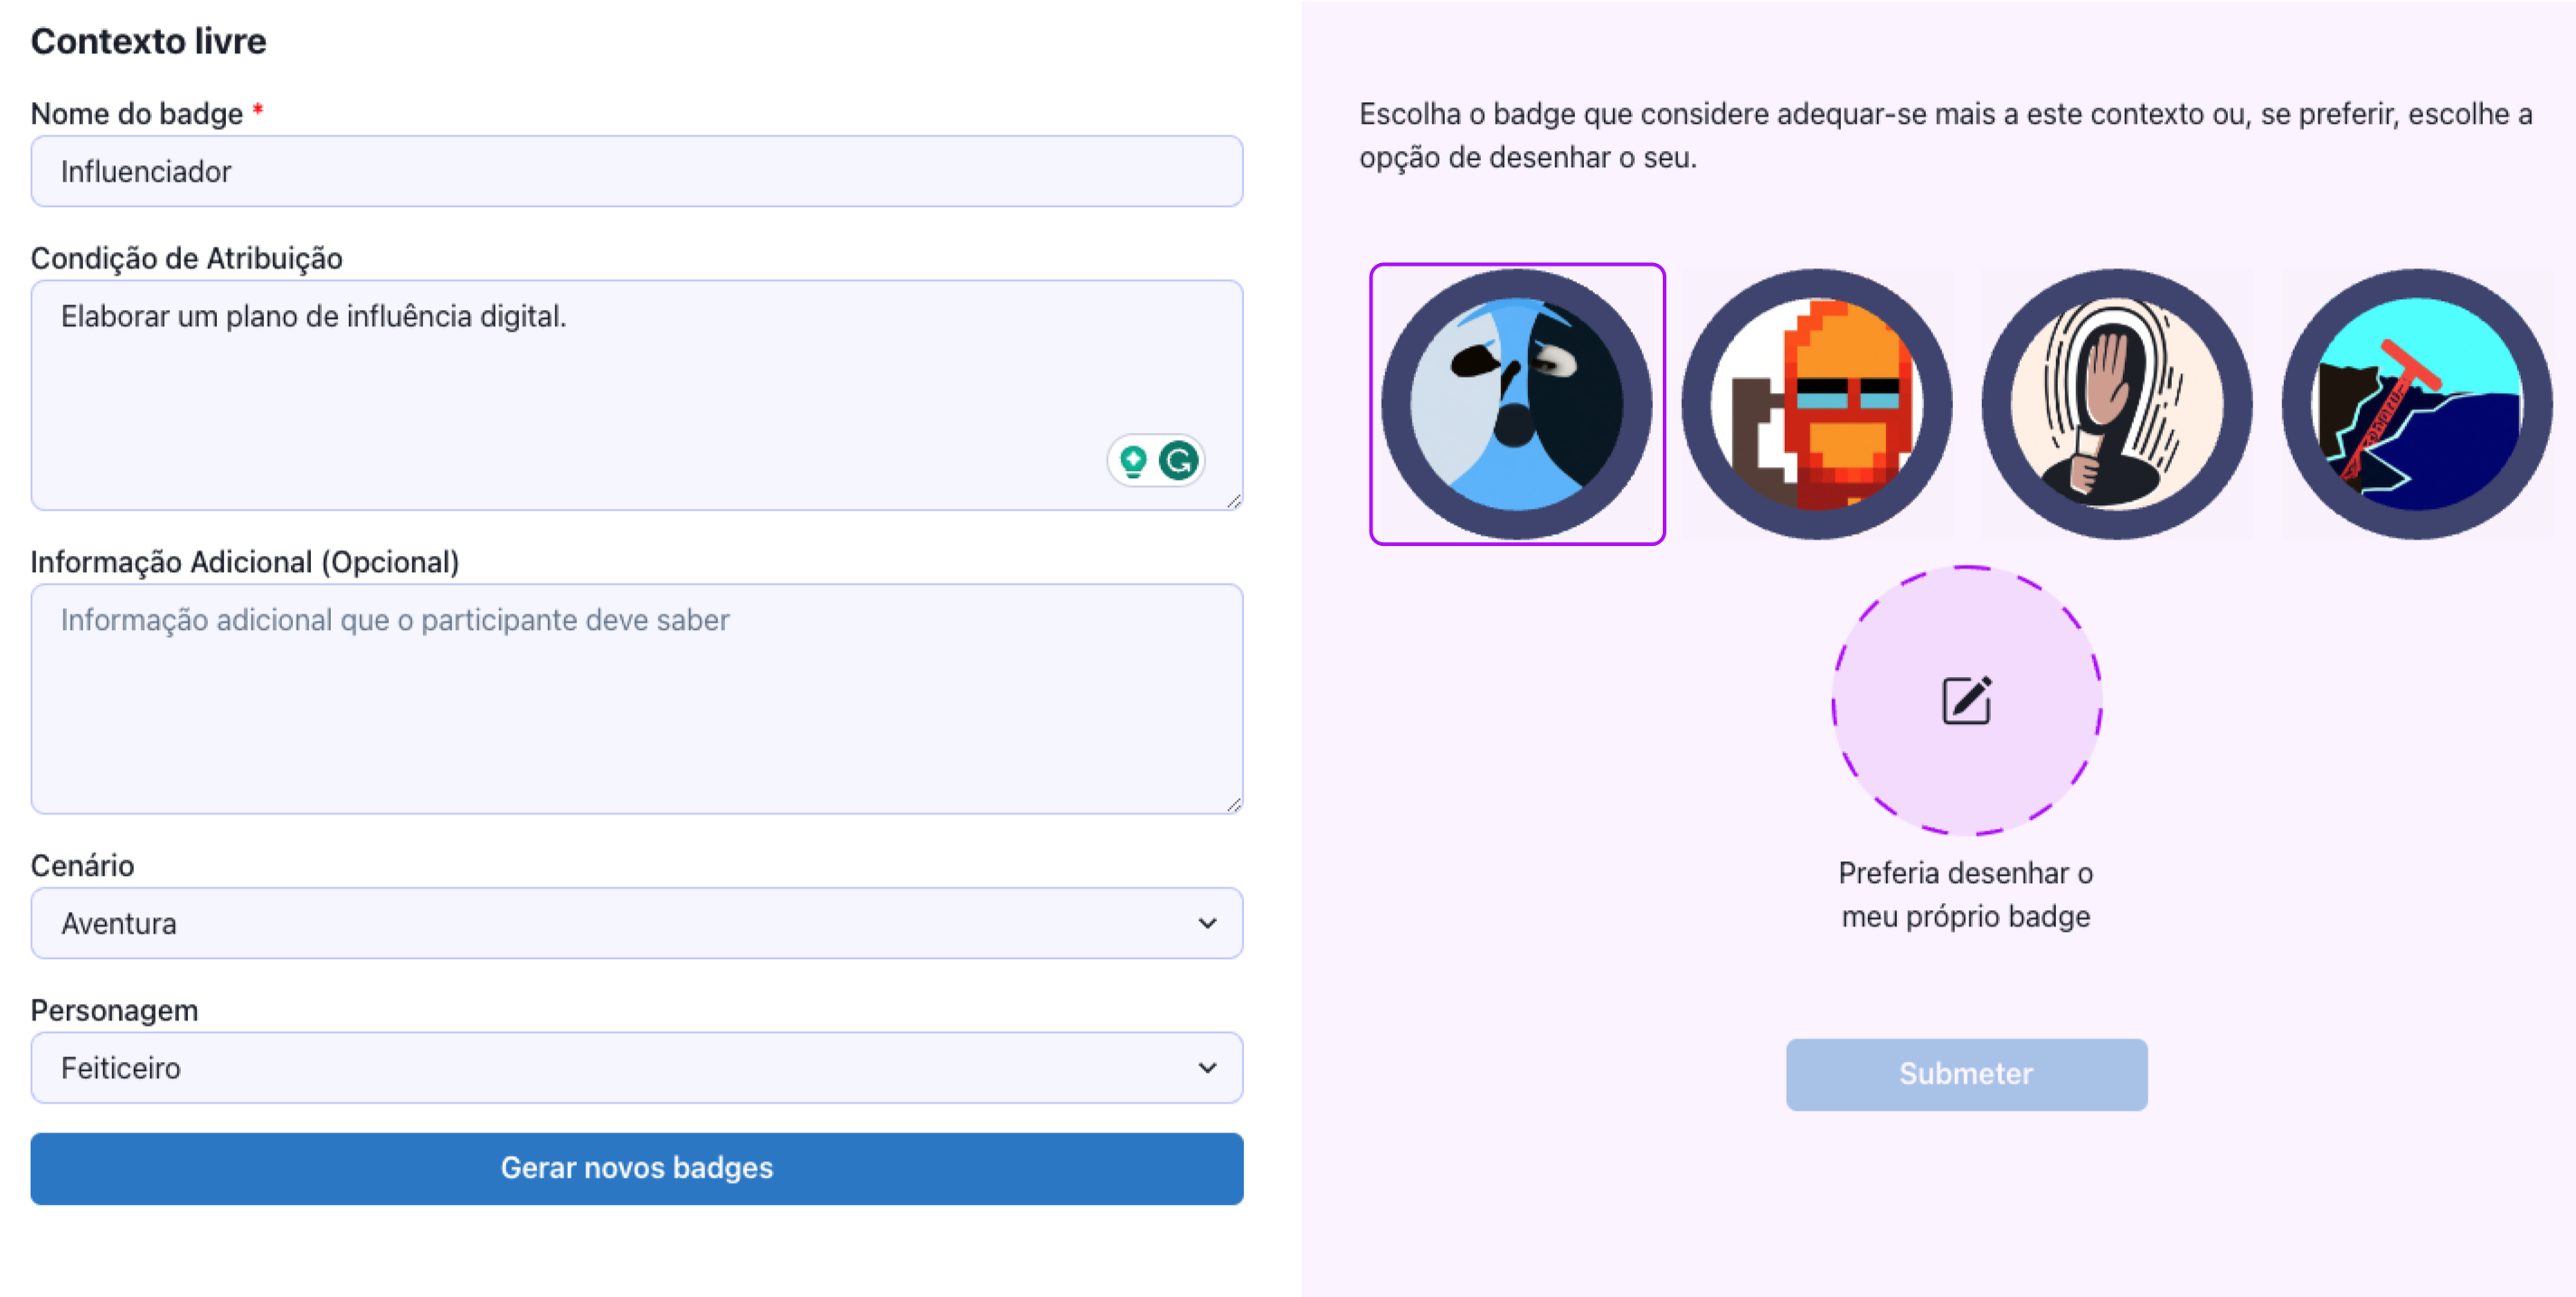 Contexto livre
Nome do badge *
Influenciador
Condição de Atribuição
Elaborar um plano de influência digital.
Informação Adicional (Opcional)
Informação adicional que o participante deve saber
Cenário
Aventura
Personagem
Feiticeiro
Gerar novos badges
Escolha o badge que considere adequar-se mais a este contexto ou, se preferir, escolhe a
opção de desenhar o seu.
Preferia desenhar o
meu próprio badge
Submeter